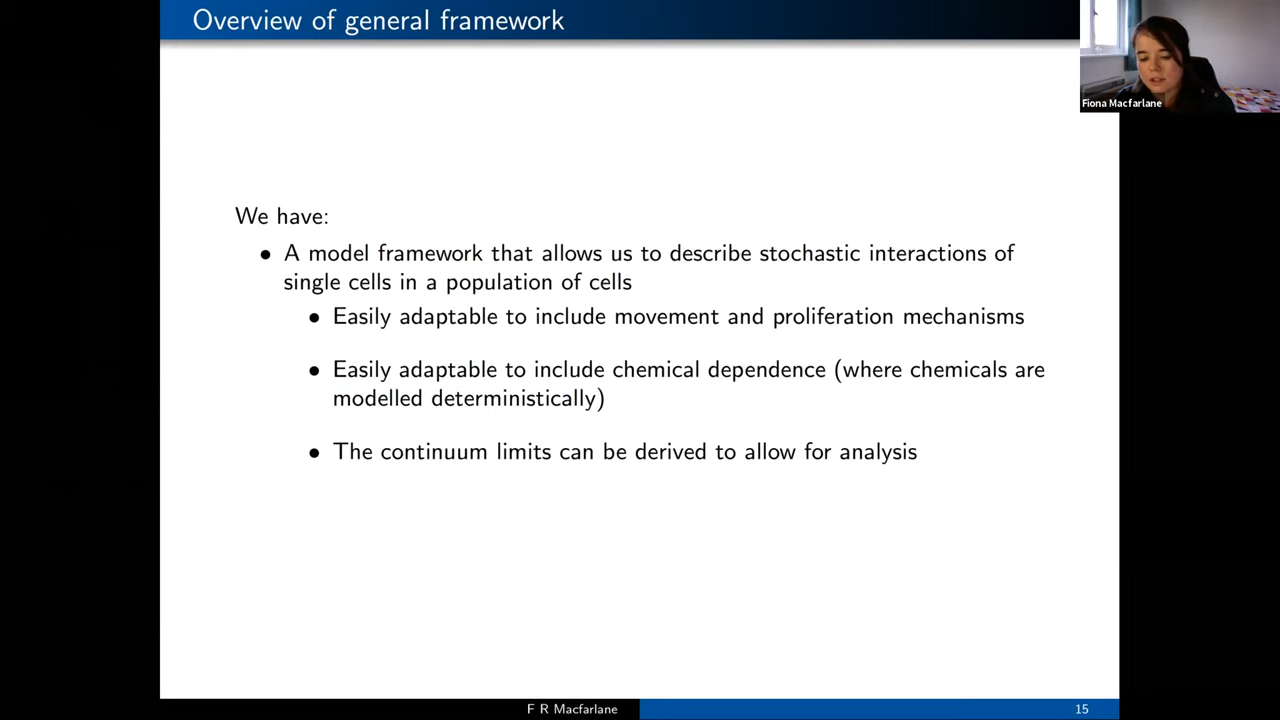 Overview of general framework
Fiona Macfarlane
We have:
• A model framework that allows us to describe stochastic interactions of
single cells in a population of cells
• Easily adaptable to include movement and proliferation mechanisms
• Easily adaptable to include chemical dependence (where chemicals are
modelled deterministically)
• The continuum limits can be derived to allow for analysis
F R Macfarlane
15